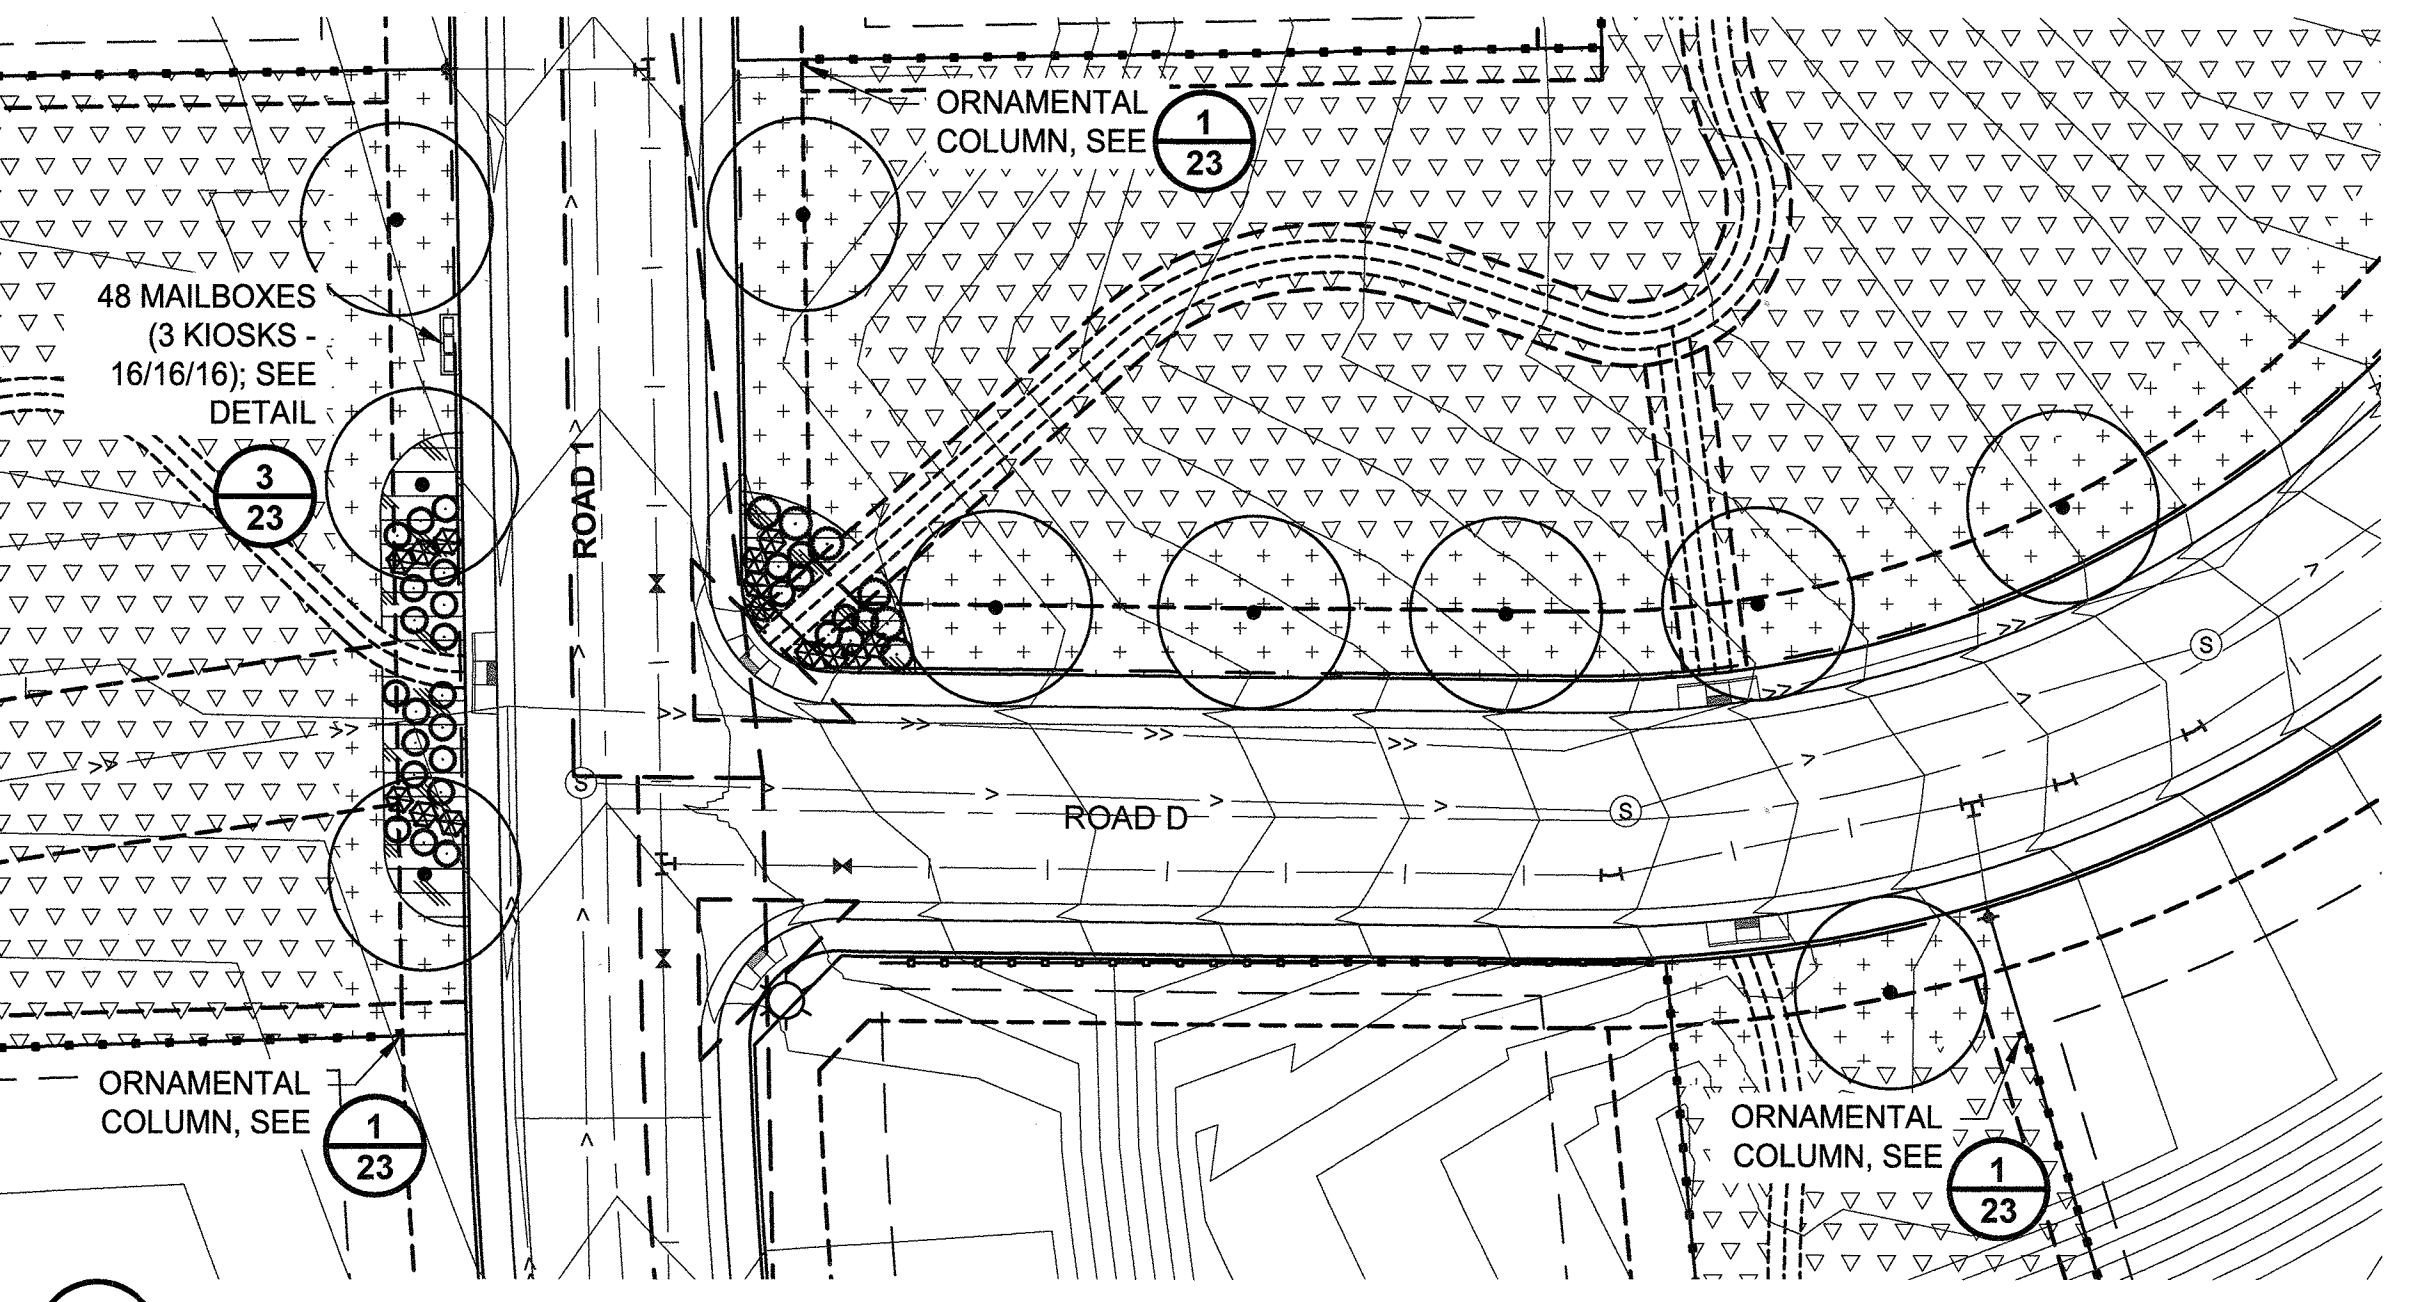 ORNAMENTAL
COLUMN, SEE
1
23
48 MAILBOXES
(3 KIOSKS -
16/16/16); SEE
DETAIL
3
23
ROAD 1
S
S
S
ROAD D
ORNAMENTAL
COLUMN, SEE
1
23
ORNAMENTAL
COLUMN, SEE
1
23